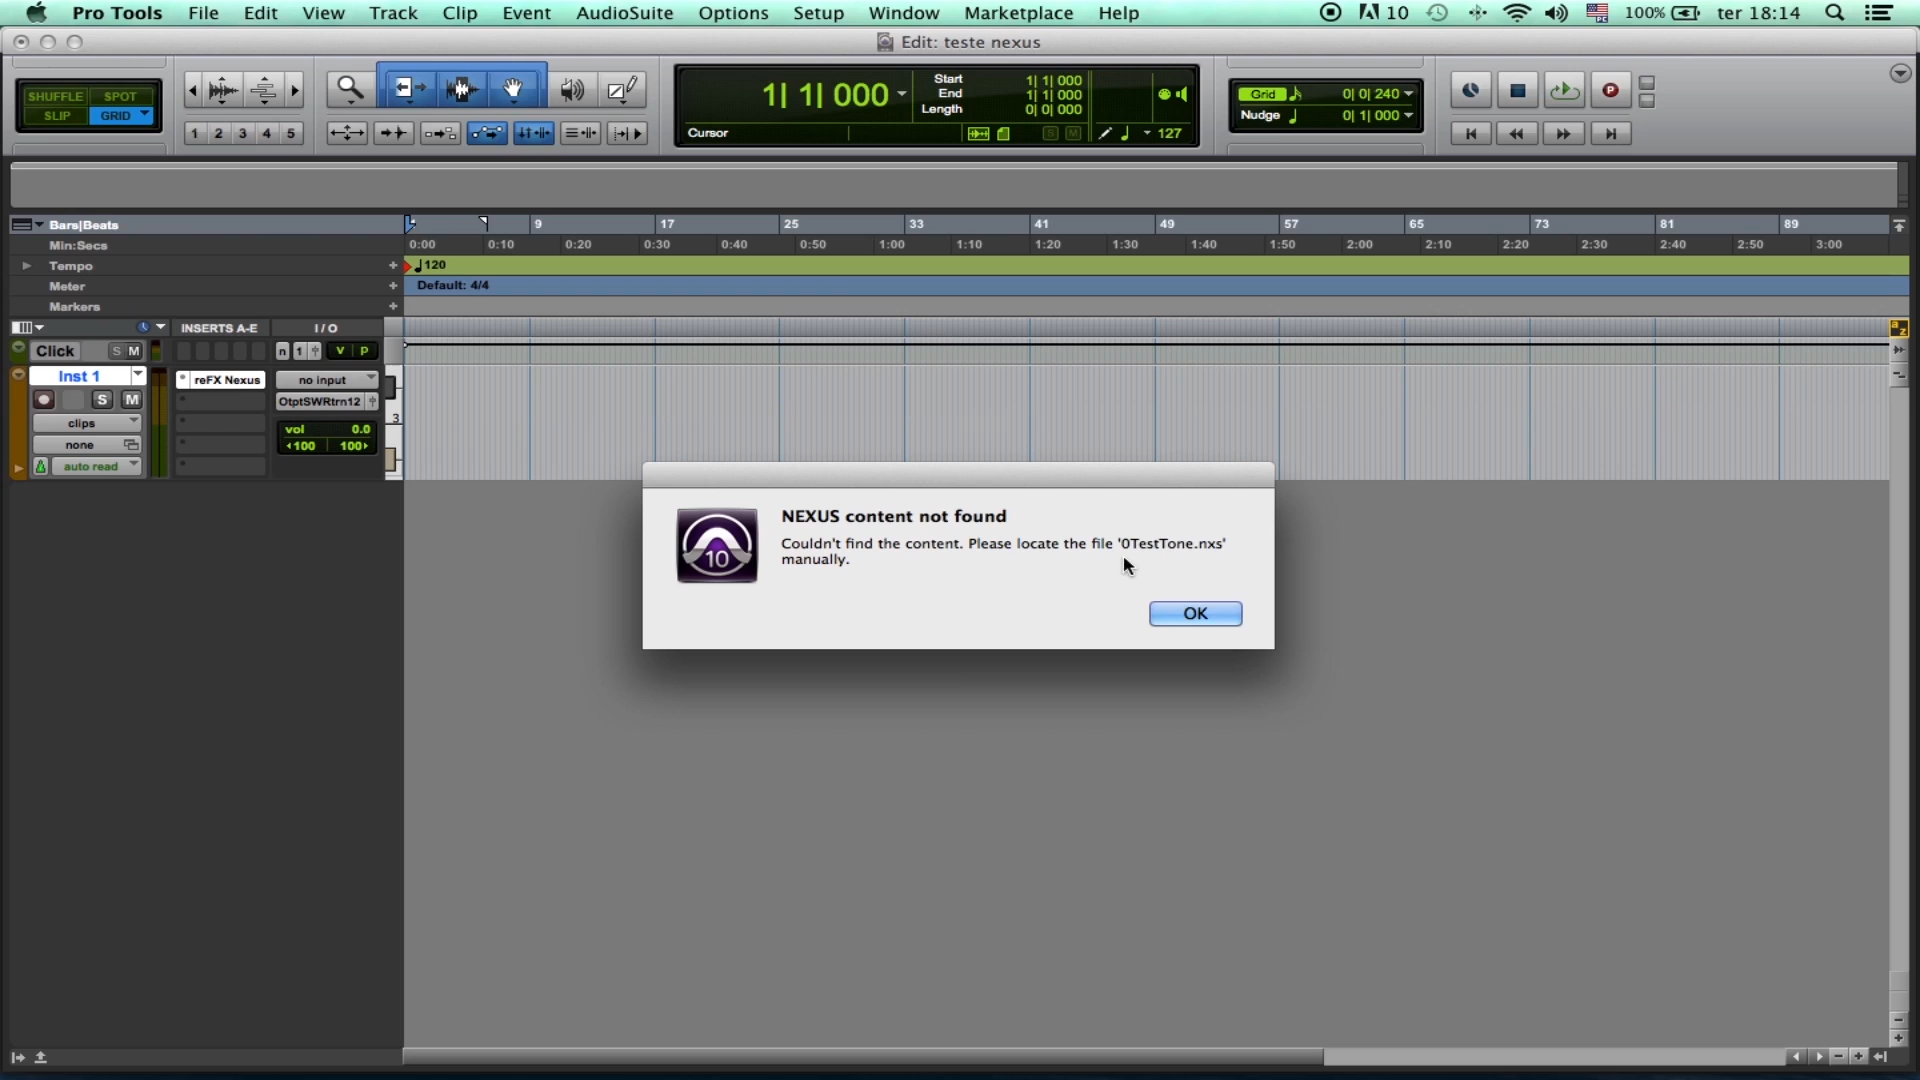 Pro Tools File Edit View Track Clip Event AudioSuite Options Setup Window Marketplace Help 10 100% ter 18:14
Edit: teste nexus
SHUFFLE SPOT
SLIP GRID
1 2 3 4 5
1| 1| 000
Start 1| 1| 000
End 1| 1| 000
Length 0| 0| 000
Cursor S M 127
Grid 0| 0| 240
Nudge 0| 1| 000
P
Bars|Beats 9 17 25 33 41 49 57 65 73 81 89
Min:Secs 0:00 0:10 0:20 0:30 0:40 0:50 1:00 1:10 1:20 1:30 1:40 1:50 2:00 2:10 2:20 2:30 2:40 2:50 3:00
Tempo + 120
Meter + Default: 4/4
Markers +
INSERTS A-E I / O
a z
Click S M n 1 V P
Inst 1 reFX Nexus no input
S M OtptSWRtrn12
clips vol 0.0 3
none 100 100
auto read
NEXUS content not found
Couldn't find the content. Please locate the file '0TestTone.nxs'
manually.
10
OK